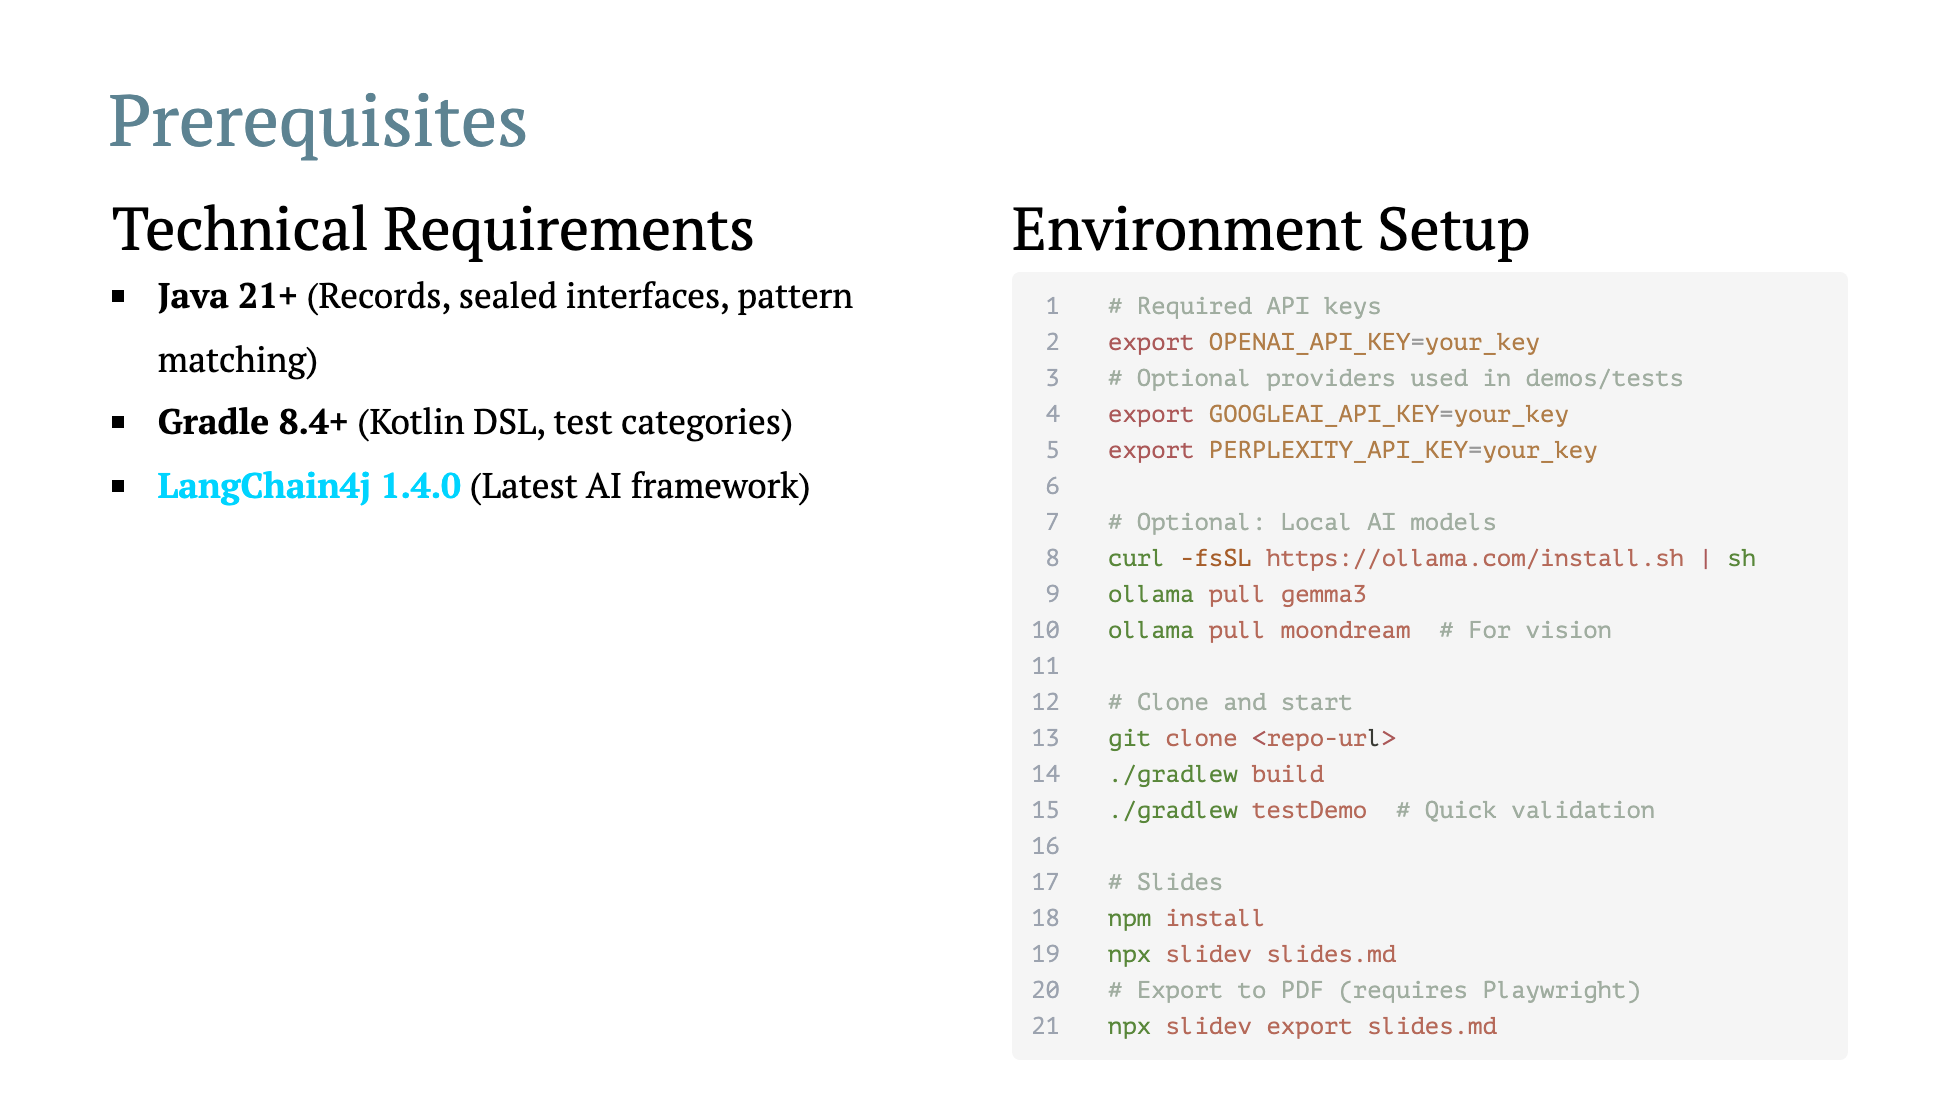 Prerequisites
Technical Requirements
▪ Java 21+ (Records, sealed interfaces, pattern
matching)
▪ Gradle 8.4+ (Kotlin DSL, test categories)
▪ LangChain4j 1.4.0 (Latest AI framework)
Environment Setup
1 # Required API keys
2 export OPENAI_API_KEY=your_key
3 # Optional providers used in demos/tests
4 export GOOGLEAI_API_KEY=your_key
5 export PERPLEXITY_API_KEY=your_key
6
7 # Optional: Local AI models
8 curl -fsSL https://ollama.com/install.sh | sh
9 ollama pull gemma3
10 ollama pull moondream  # For vision
11
12 # Clone and start
13 git clone <repo-url>
14 ./gradlew build
15 ./gradlew testDemo  # Quick validation
16
17 # Slides
18 npm install
19 npx slidev slides.md
20 # Export to PDF (requires Playwright)
21 npx slidev export slides.md